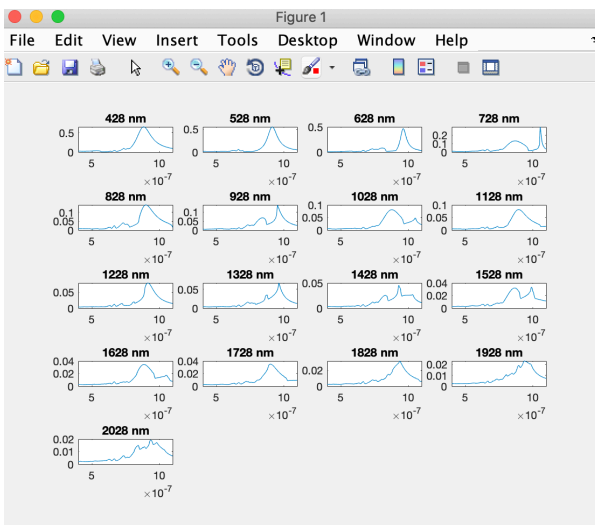 Figure 1
File Edit View Insert Tools Desktop Window Help
428 nm 528 nm 628 nm 728 nm
0.5 0 0.5 0 0.5 0 0.2 0.1 0
5 10 5 10 5 10 5 10
×10-7 ×10-7 ×10-7 ×10-7
828 nm 928 nm 1028 nm 1128 nm
0.1 0.05 0 0.1 0.05 0 0.1 0.05 0 0.1 0.05 0
5 10 5 10 5 10 5 10
×10-7 ×10-7 ×10-7 ×10-7
1228 nm 1328 nm 1428 nm 1528 nm
0.05 0 0.05 0 0.05 0 0.04 0.02 0
5 10 5 10 5 10 5 10
×10-7 ×10-7 ×10-7 ×10-7
1628 nm 1728 nm 1828 nm 1928 nm
0.04 0.02 0 0.04 0.02 0 0.02 0 0.02 0.01 0
5 10 5 10 5 10 5 10
×10-7 ×10-7 ×10-7 ×10-7
2028 nm
0.02 0.01 0
5 10
×10-7